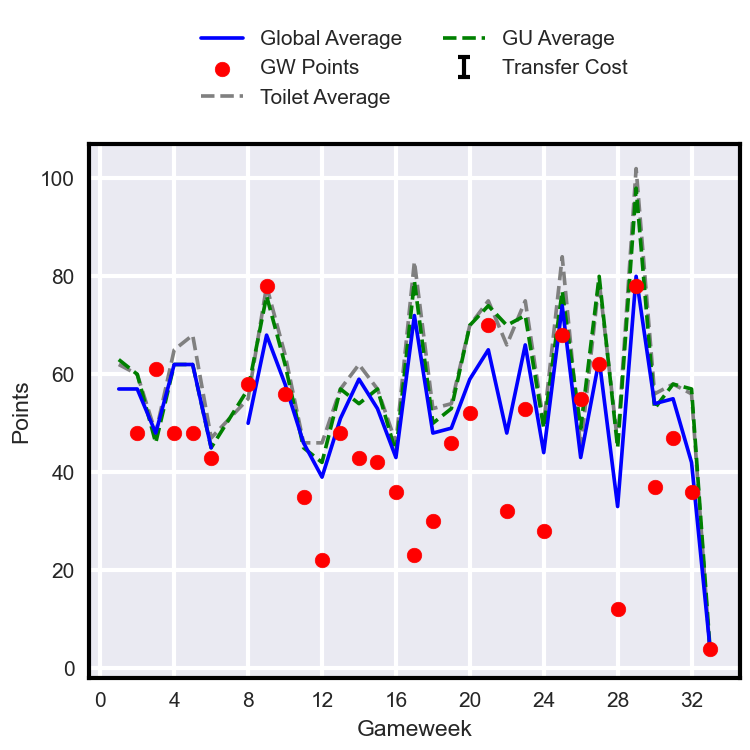 Global Average
GW Points
Toilet Average
GU Average
Transfer Cost
Points
100
80
60
40
20
0
0 4 8 12 16 20 24 28 32
Gameweek